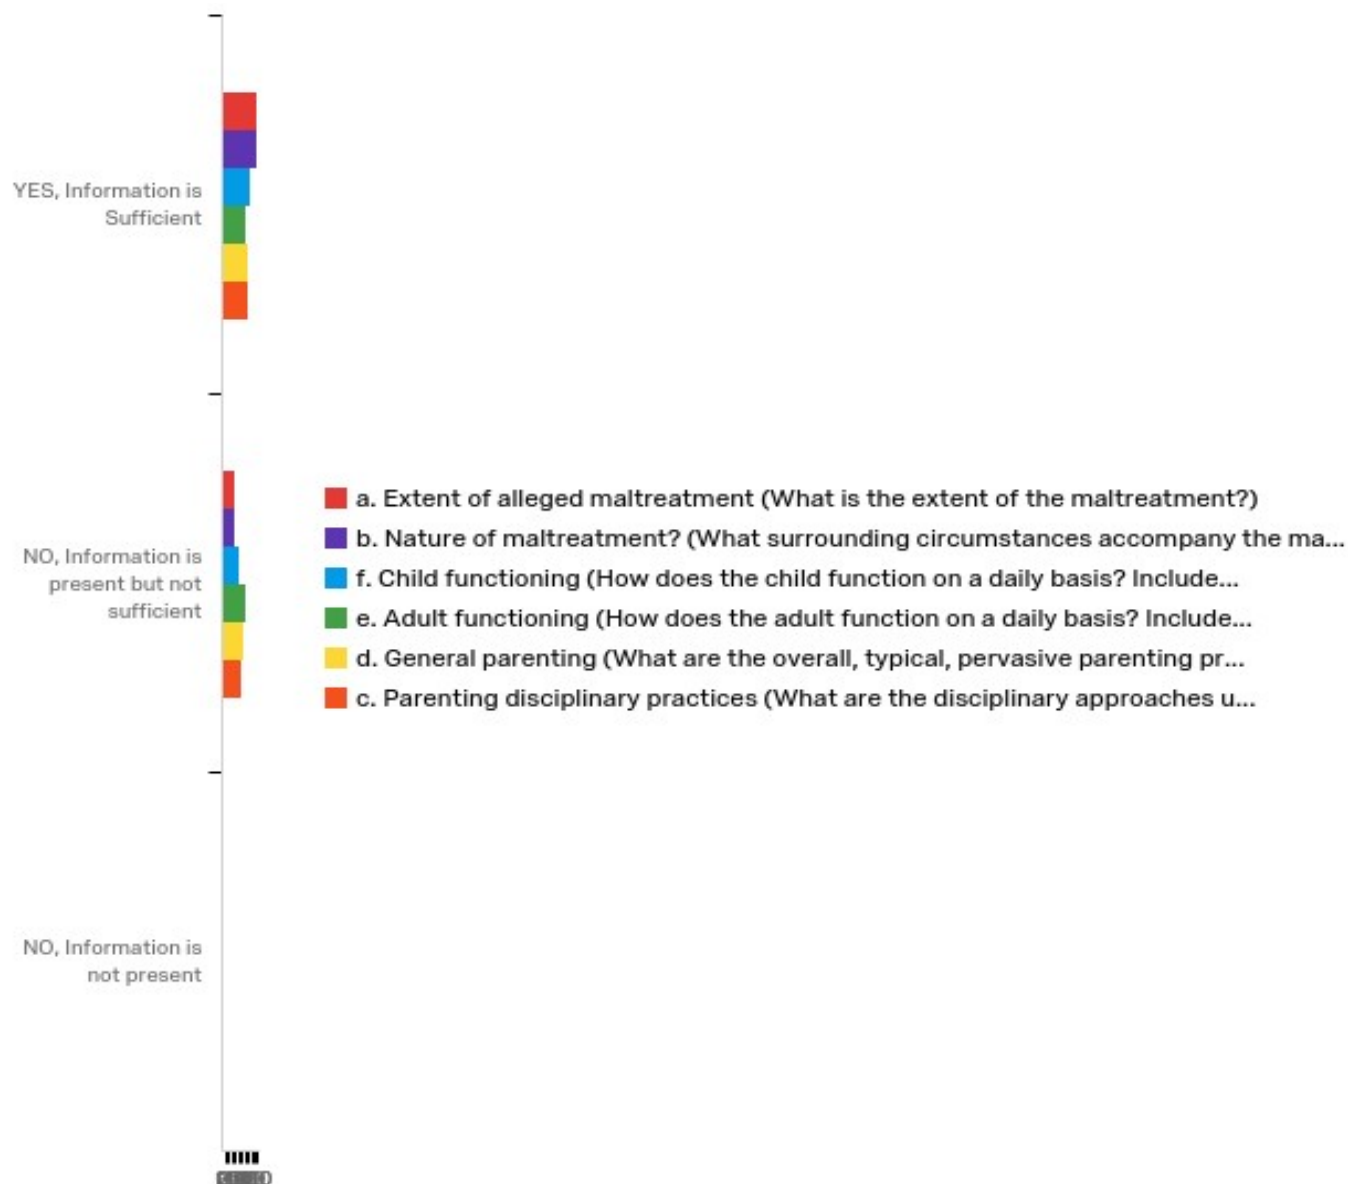 YES, Information is
Sufficient
NO, Information is
present but not
sufficient
a. Extent of alleged maltreatment (What is the extent of the maltreatment?)
b. Nature of maltreatment? (What surrounding circumstances accompany the ma...
f. Child functioning (How does the child function on a daily basis? Include...
e. Adult functioning (How does the adult function on a daily basis? Include...
d. General parenting (What are the overall, typical, pervasive parenting pr...
c. Parenting disciplinary practices (What are the disciplinary approaches u...
NO, Information is
not present